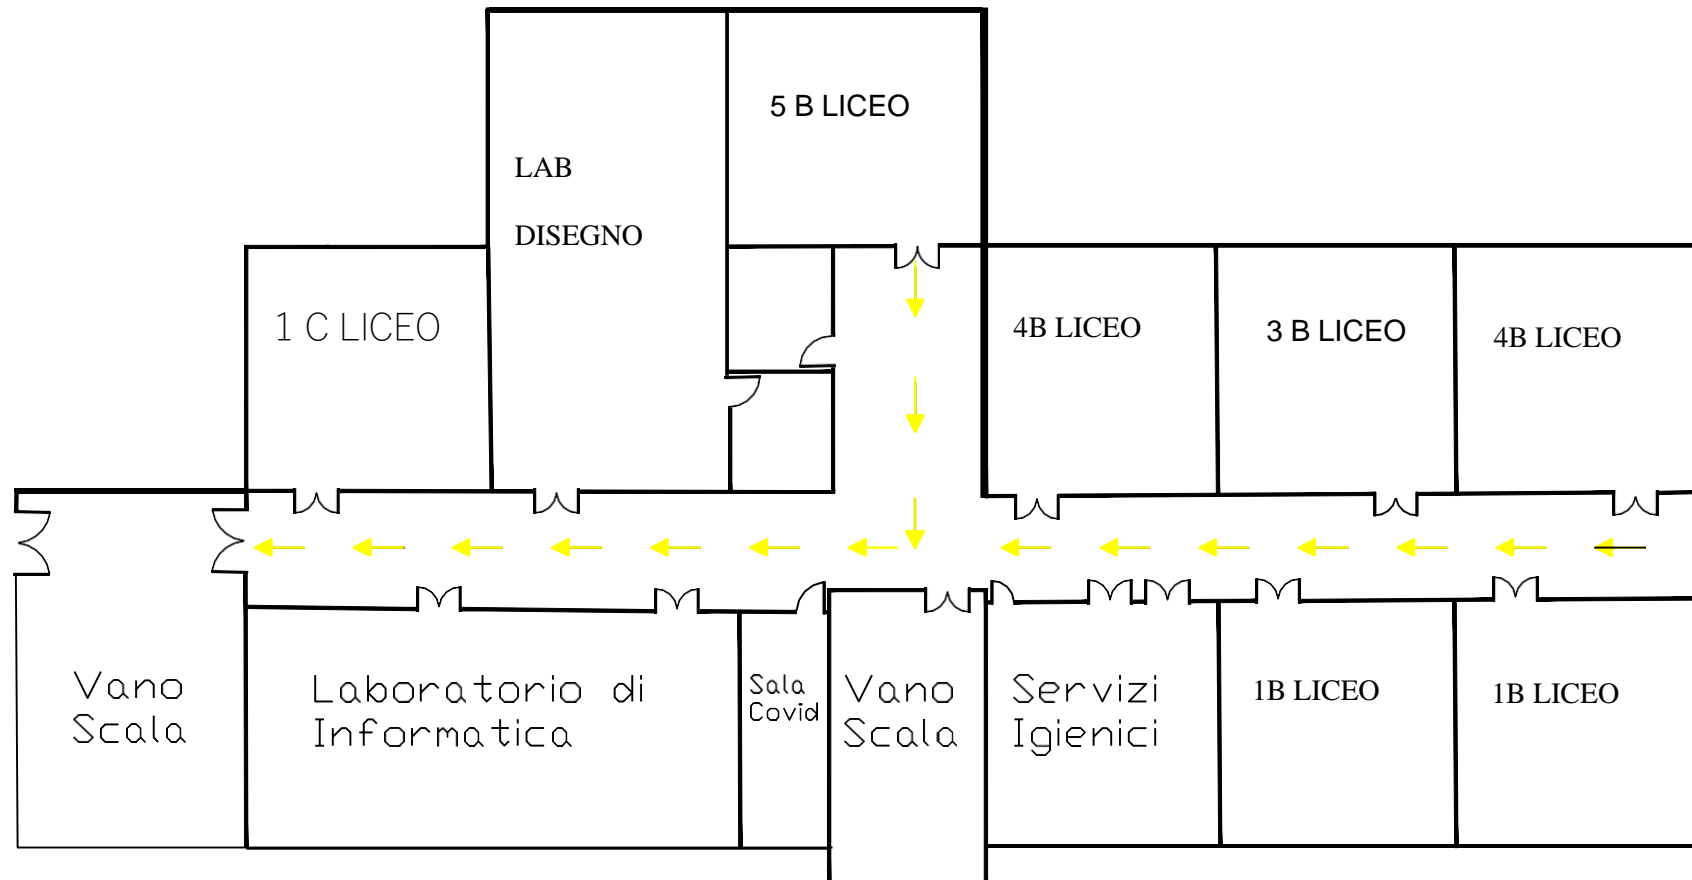 5 B LICEO
LAB
DISEGNO
1 C LICEO
4B LICEO
3 B LICEO
4B LICEO
Vano
Scala
Laboratorio di
Informatica
Sala
Covid
Vano
Scala
Servizi
Igienici
1B LICEO
1B LICEO